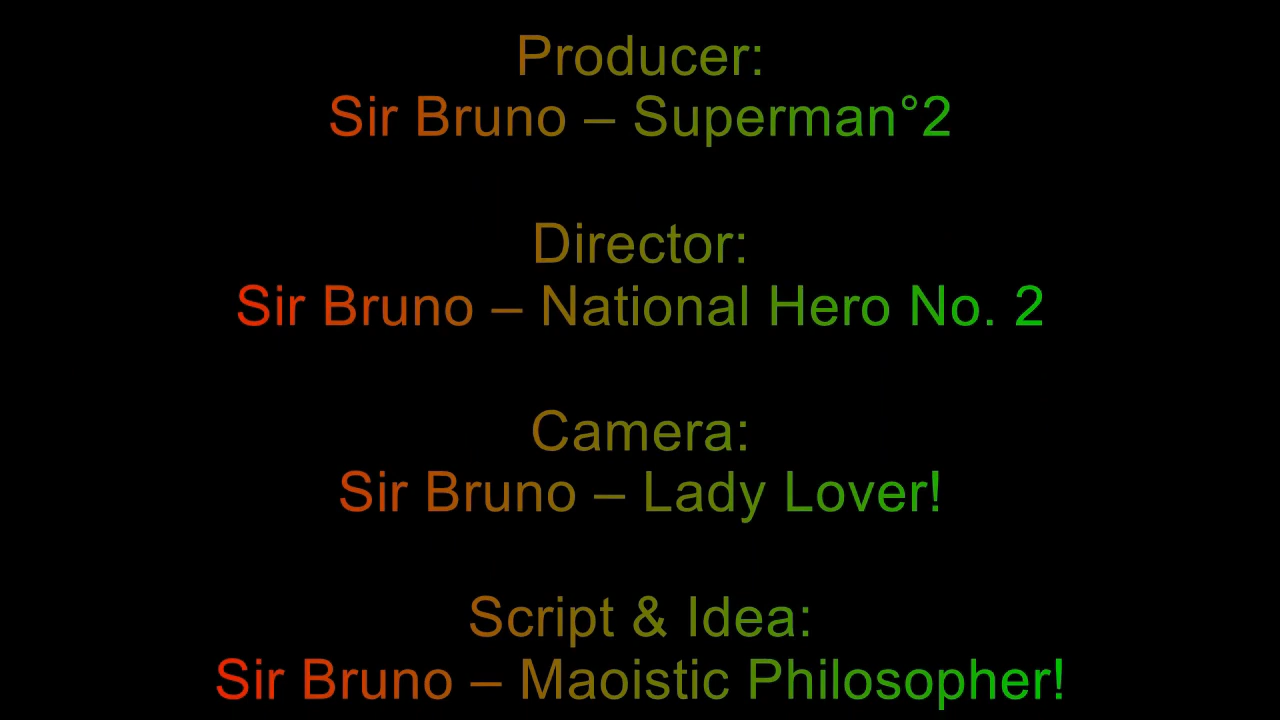 Producer:
Sir Bruno – Superman°2
Director:
Sir Bruno – National Hero No. 2
Camera:
Sir Bruno – Lady Lover!
Script & Idea:
Sir Bruno – Maoistic Philosopher!